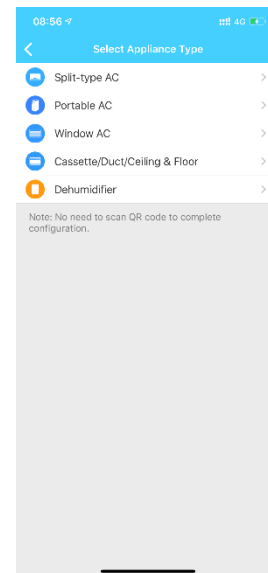 08:56
4G
Select Appliance Type
Split-type AC
Portable AC
Window AC
Cassette/Duct/Ceiling & Floor
Dehumidifier
Note: No need to scan QR code to complete
configuration.